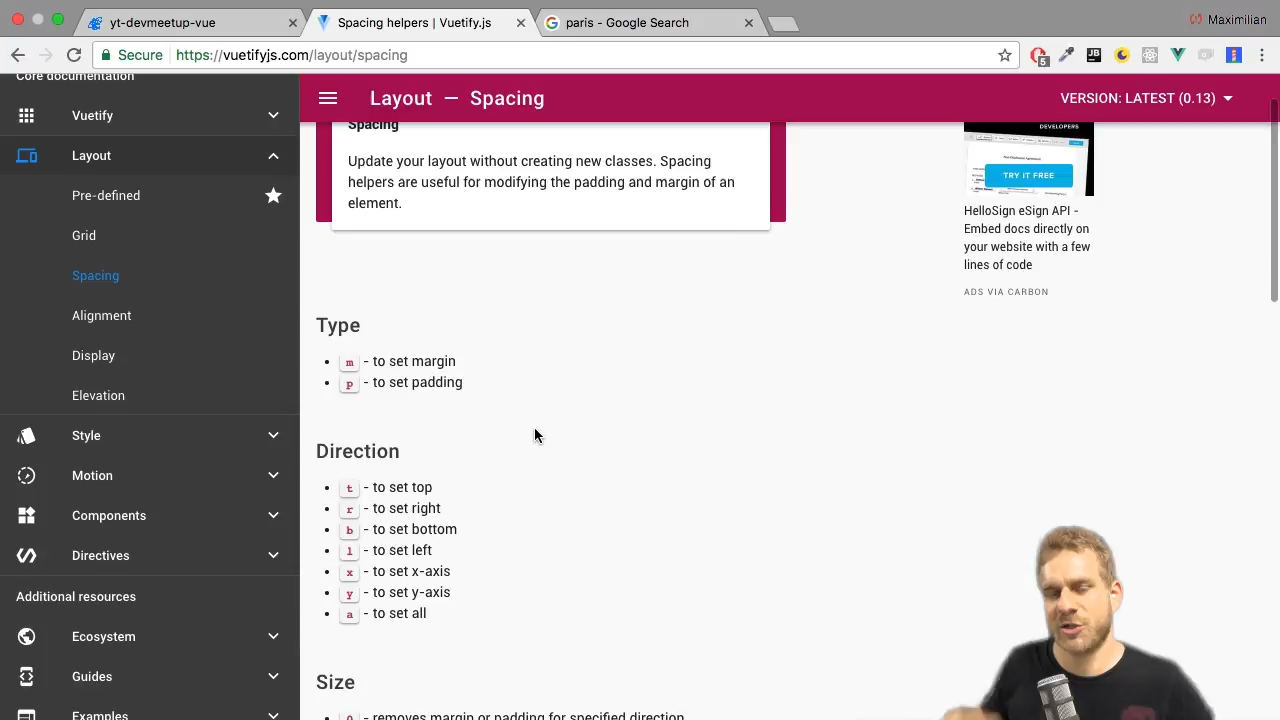 yt-devmeetup-vue
Spacing helpers | Vuetify.js
paris - Google Search
Maximilian
Secure
https://vuetifyjs.com/layout/spacing
5
JB
Core documentation
Vuetify
Layout
Pre-defined
Grid
Spacing
Alignment
Display
Elevation
Style
Motion
Components
Directives
Additional resources
Ecosystem
Guides
Examples
Layout — Spacing
VERSION: LATEST (0.13)
Spacing
Update your layout without creating new classes. Spacing
helpers are useful for modifying the padding and margin of an
element.
DEVELOPERS
TRY IT FREE
HelloSign eSign API -
Embed docs directly on
your website with a few
lines of code
ADS VIA CARBON
Type
m - to set margin
p - to set padding
Direction
t - to set top
r - to set right
b - to set bottom
l - to set left
x - to set x-axis
y - to set y-axis
a - to set all
Size
0 - removes margin or padding for specified direction